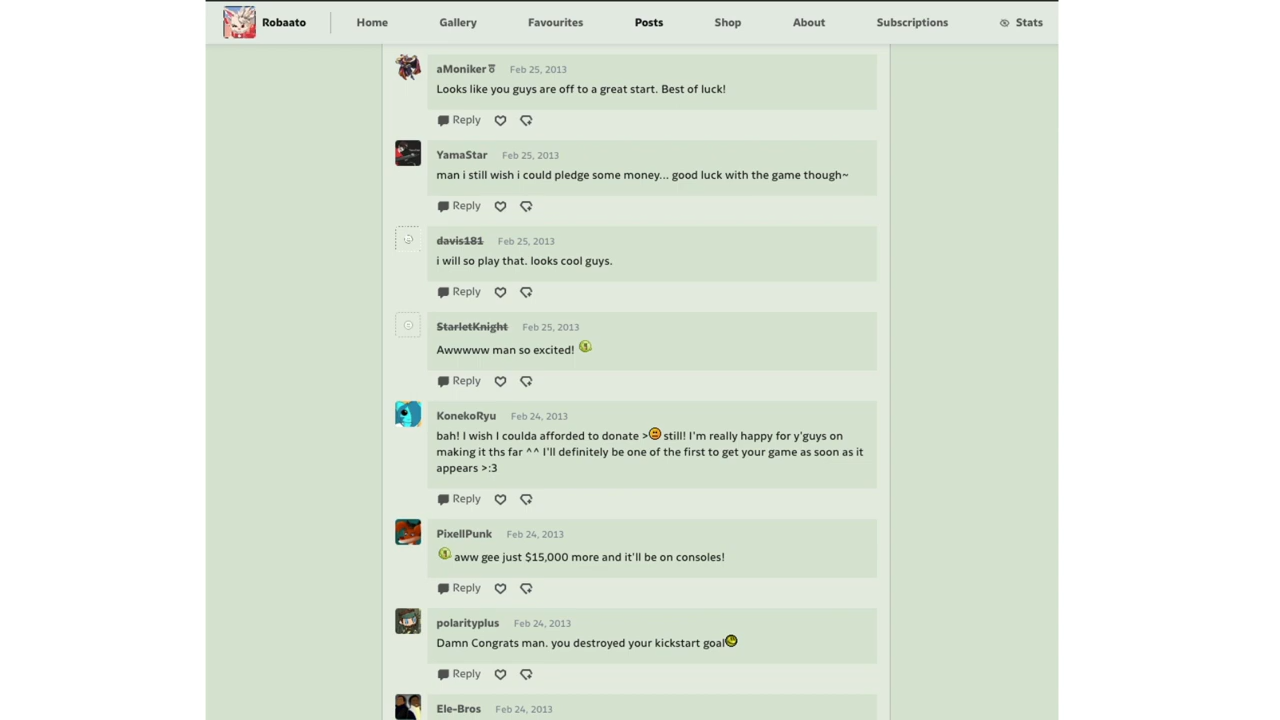 Robaato Home Gallery Favourites Posts Shop About Subscriptions Stats
aMoniker Feb 25, 2013
Looks like you guys are off to a great start. Best of luck!
Reply
YamaStar Feb 25, 2013
man i still wish i could pledge some money... good luck with the game though~
Reply
davis181 Feb 25, 2013
i will so play that. looks cool guys.
Reply
StarletKnight Feb 25, 2013
Awwwww man so excited!
Reply
KonekoRyu Feb 24, 2013
bah! I wish I coulda afforded to donate > still! I'm really happy for y'guys on
making it ths far ^^ I'll definitely be one of the first to get your game as soon as it
appears >:3
Reply
PixellPunk Feb 24, 2013
aww gee just $15,000 more and it'll be on consoles!
Reply
polarityplus Feb 24, 2013
Damn Congrats man. you destroyed your kickstart goal
Reply
Ele-Bros Feb 24, 2013